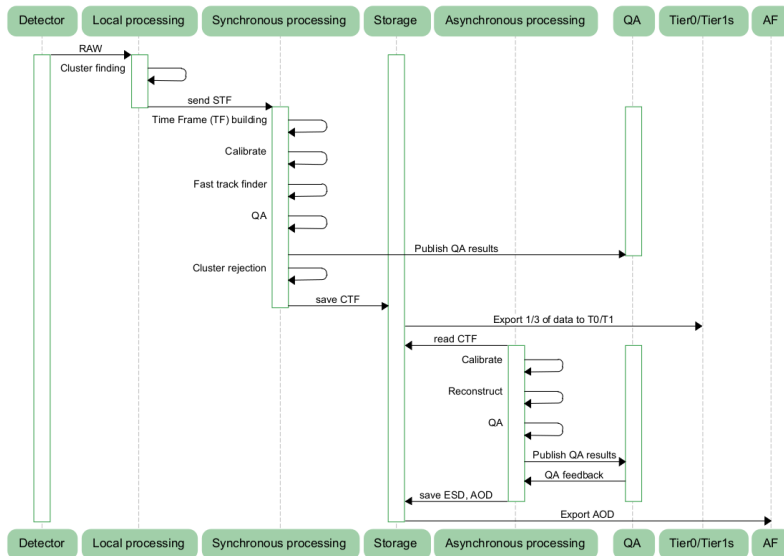 Detector
Local processing
Synchronous processing
Storage
Asynchronous processing
QA
Tier0/Tier1s
AF
RAW
Cluster finding
send STF
Time Frame (TF) building
Calibrate
Fast track finder
QA
Publish QA results
Cluster rejection
save CTF
Export 1/3 of data to T0/T1
read CTF
Calibrate
Reconstruct
QA
Publish QA results
QA feedback
save ESD, AOD
Export AOD
Detector
Local processing
Synchronous processing
Storage
Asynchronous processing
QA
Tier0/Tier1s
AF